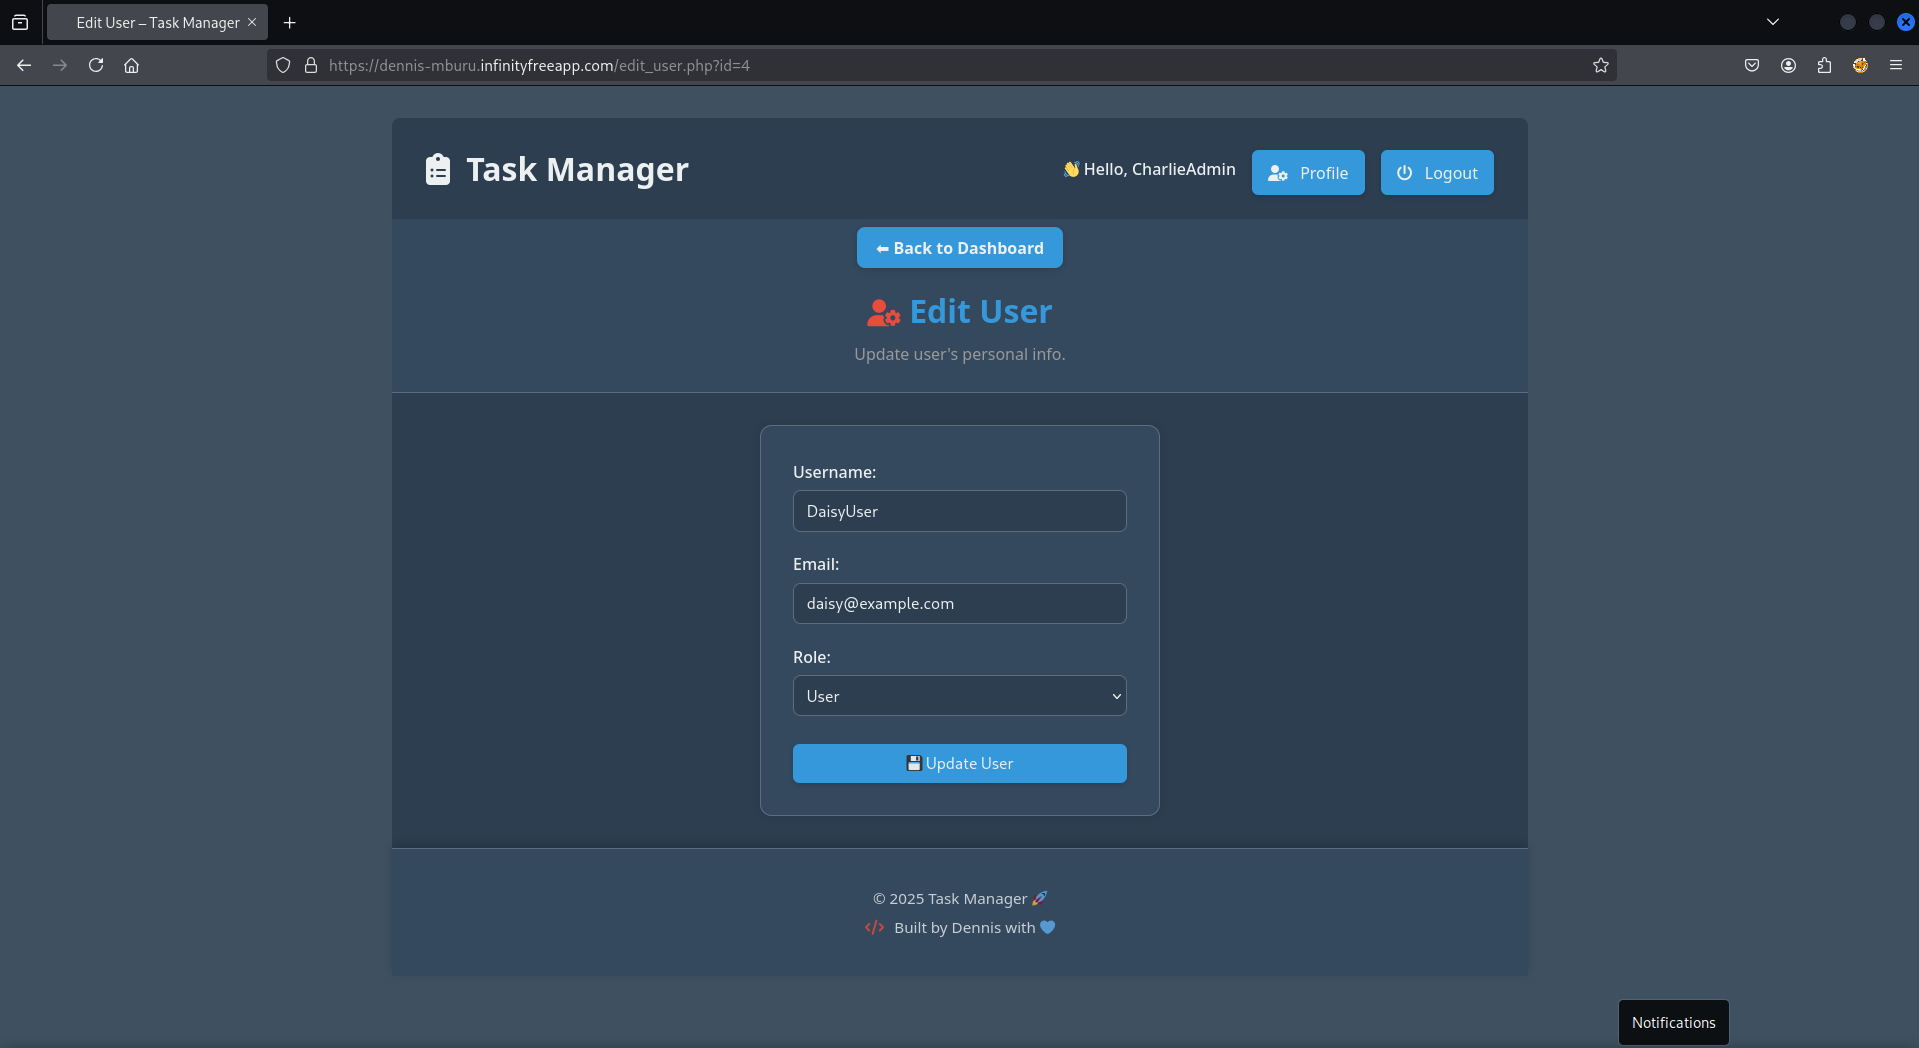 Edit User – Task Manager
https://dennis-mburu.infinityfreeapp.com/edit_user.php?id=4
Task Manager
👋 Hello, CharlieAdmin
Profile
Logout
⬅ Back to Dashboard
Edit User
Update user's personal info.
Username:
DaisyUser
Email:
daisy@example.com
Role:
User
💾 Update User
© 2025 Task Manager 🚀
</> Built by Dennis with 💙
Notifications